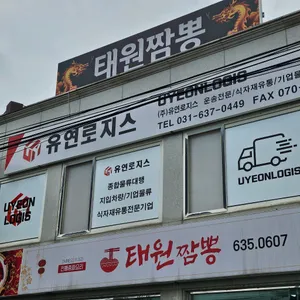 태원짬뽕
UYEONLOGIS
(주)유연로지스 운송전문/식자재유통/기업물
유연로지스
TEL 031-637-0449 FAX 070-
UYEON
LOGIS
유연로지스
종합물류대행
지입차량/기업물류
식자재유통전문기업
UYEONLOGIS
태원짬뽕
635.0607